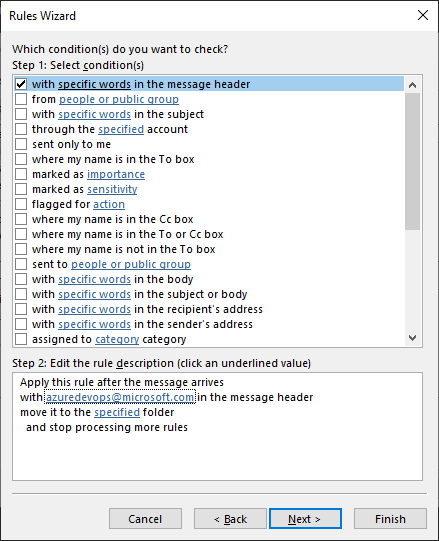 Rules Wizard
Which condition(s) do you want to check?
Step 1: Select condition(s)
with specific words in the message header
from people or public group
with specific words in the subject
through the specified account
sent only to me
where my name is in the To box
marked as importance
marked as sensitivity
flagged for action
where my name is in the Cc box
where my name is in the To or Cc box
where my name is not in the To box
sent to people or public group
with specific words in the body
with specific words in the subject or body
with specific words in the recipient's address
with specific words in the sender's address
assigned to category category
Step 2: Edit the rule description (click an underlined value)
Apply this rule after the message arrives
with azuredevops@microsoft.com in the message header
move it to the specified folder
and stop processing more rules
Cancel < Back Next > Finish